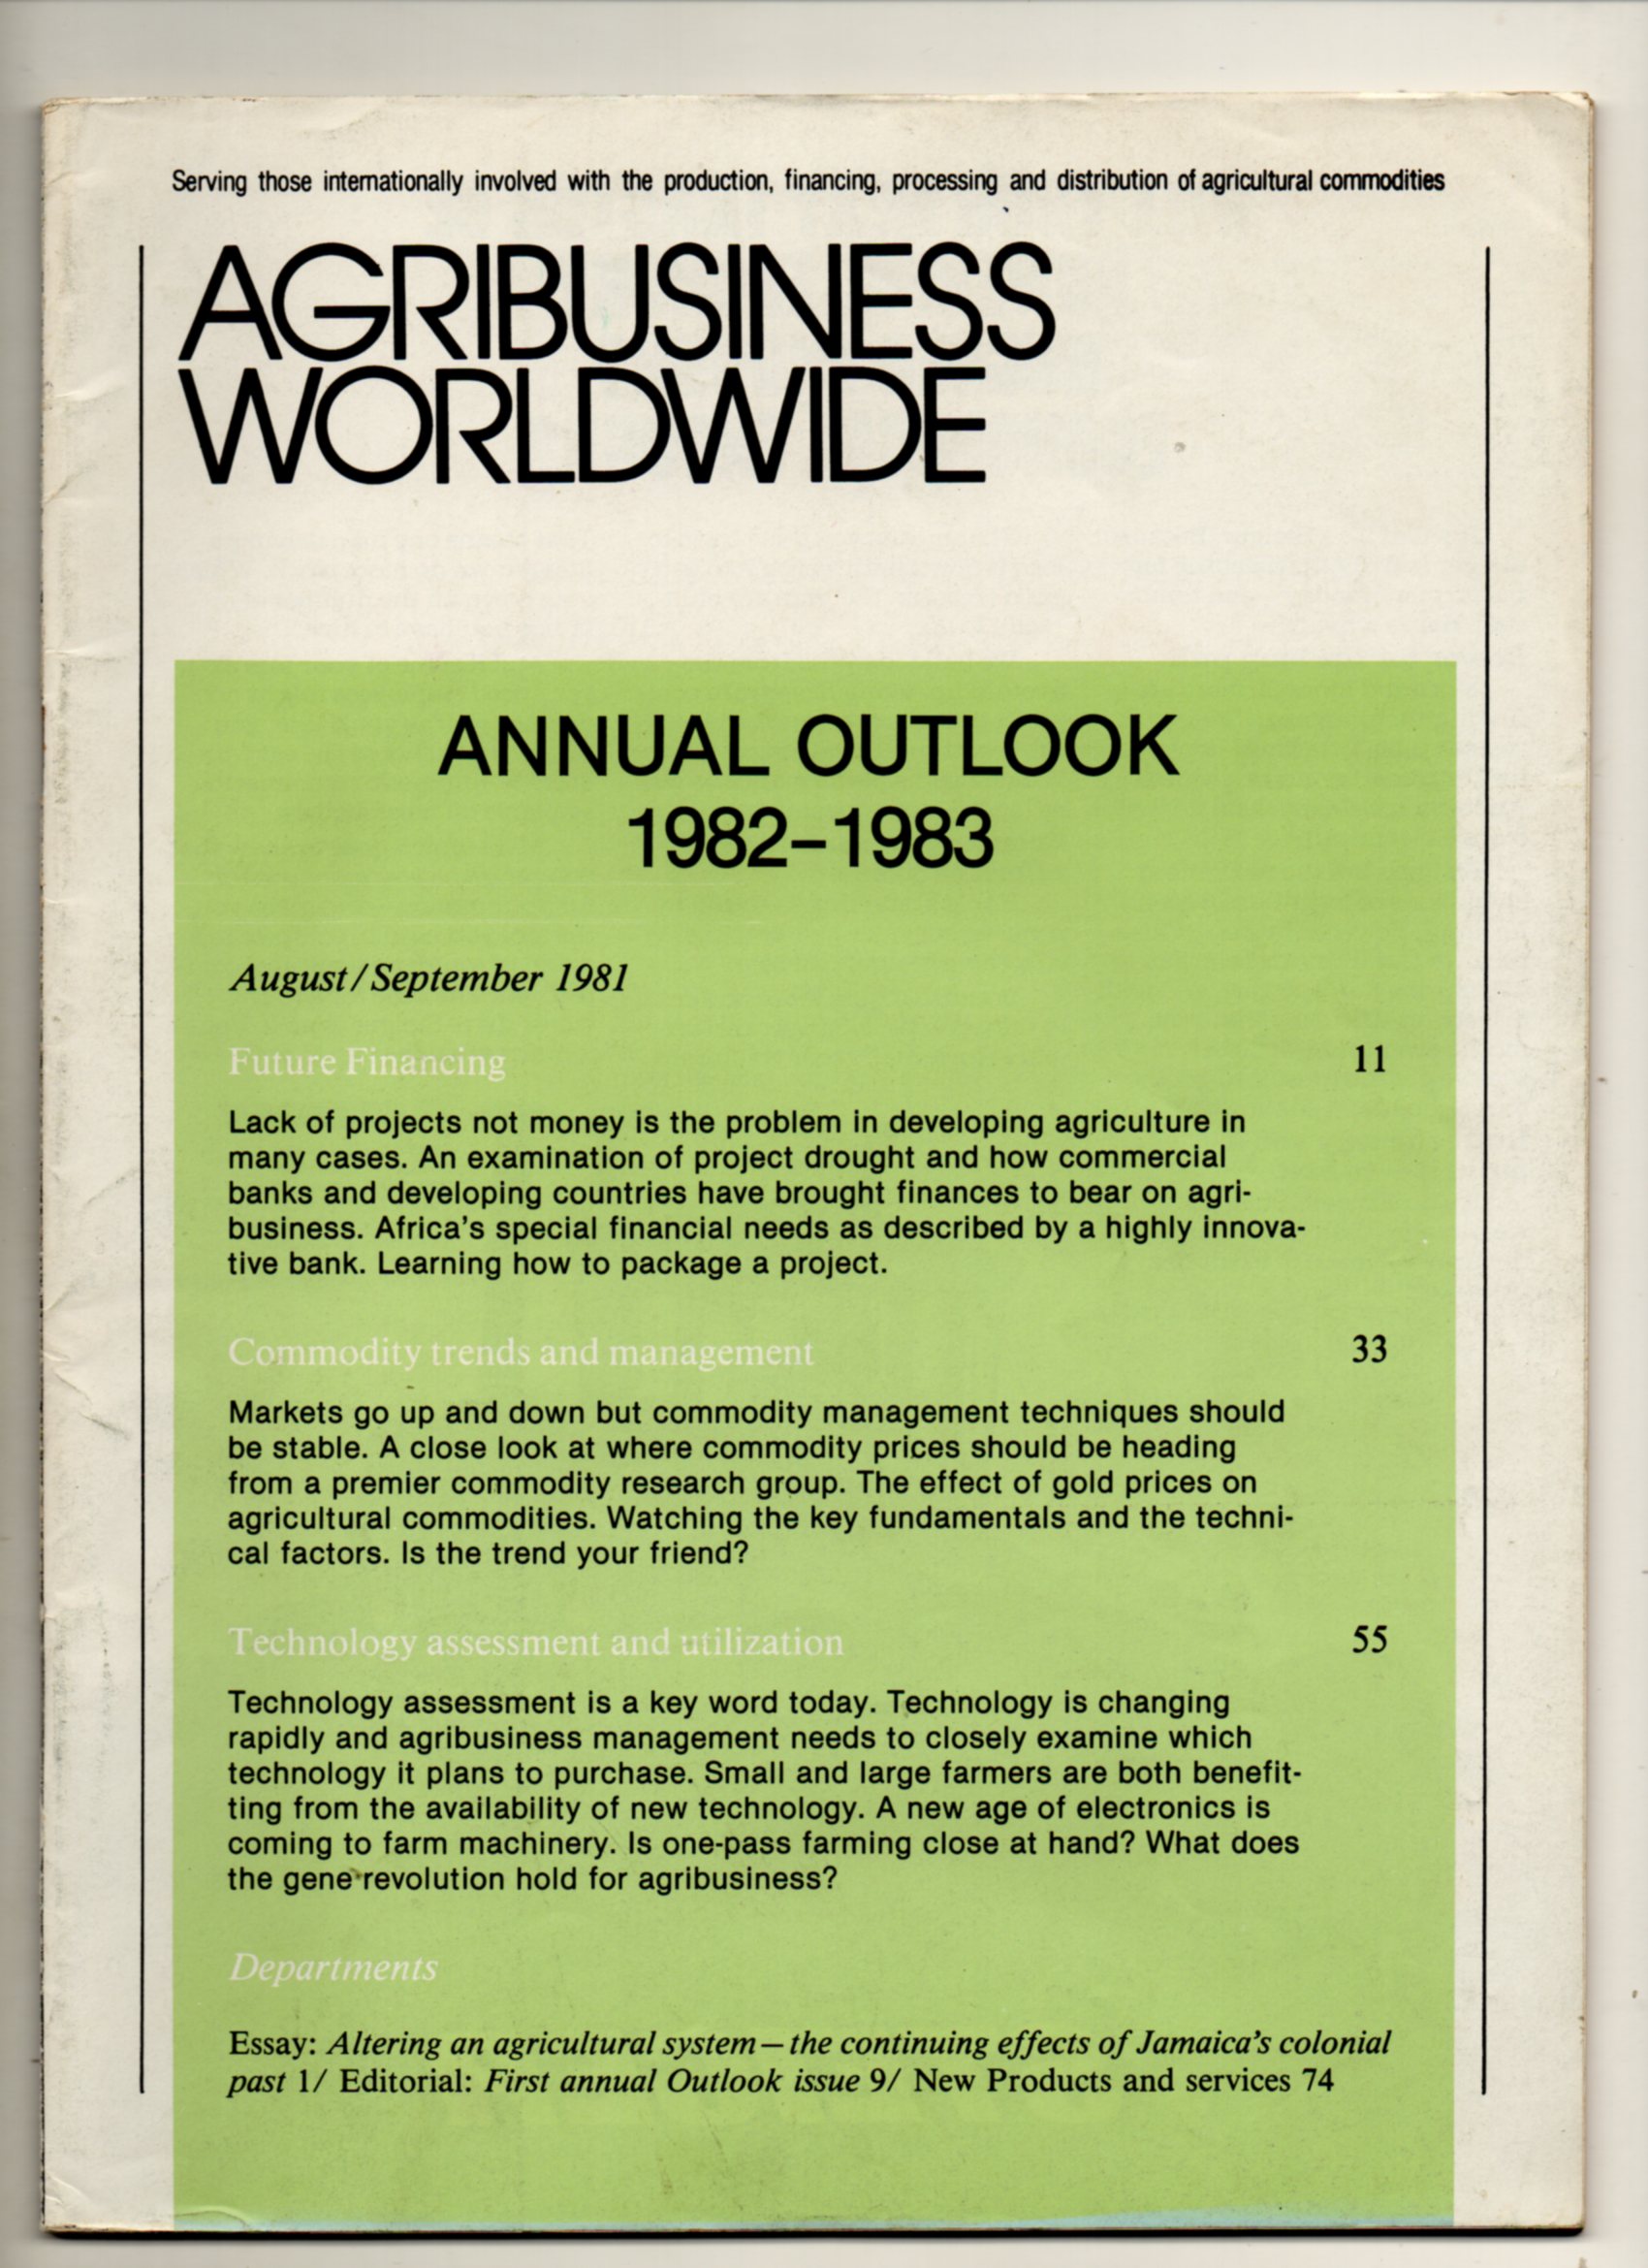 Serving those internationally involved with the production, financing, processing and distribution of agricultural commodities
AGRIBUSINESS
WORLDWIDE
ANNUAL OUTLOOK
1982–1983
August/September 1981
Future Financing 11
Lack of projects not money is the problem in developing agriculture in
many cases. An examination of project drought and how commercial
banks and developing countries have brought finances to bear on agri-
business. Africa's special financial needs as described by a highly innova-
tive bank. Learning how to package a project.
Commodity trends and management 33
Markets go up and down but commodity management techniques should
be stable. A close look at where commodity prices should be heading
from a premier commodity research group. The effect of gold prices on
agricultural commodities. Watching the key fundamentals and the techni-
cal factors. Is the trend your friend?
Technology assessment and utilization 55
Technology assessment is a key word today. Technology is changing
rapidly and agribusiness management needs to closely examine which
technology it plans to purchase. Small and large farmers are both benefit-
ting from the availability of new technology. A new age of electronics is
coming to farm machinery. Is one-pass farming close at hand? What does
the gene revolution hold for agribusiness?
Departments
Essay: Altering an agricultural system—the continuing effects of Jamaica's colonial
past 1/ Editorial: First annual Outlook issue 9/ New Products and services 74